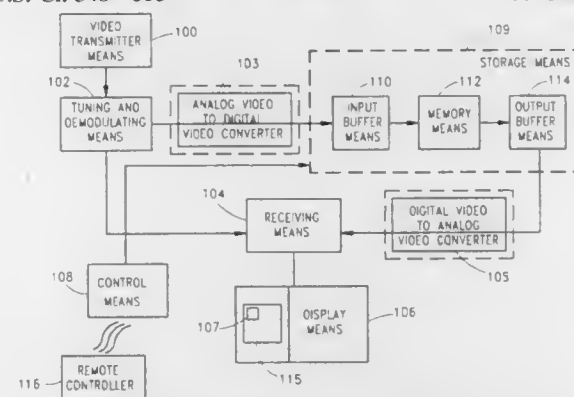 100
VIDEO
TRANSMITTER
MEANS
102
TUNING AND
DEMODULATING
MEANS
103
ANALOG VIDEO
TO DIGITAL
VIDEO CONVERTER
109
STORAGE MEANS
110
INPUT
BUFFER
MEANS
112
MEMORY
MEANS
114
OUTPUT
BUFFER
MEANS
104
RECEIVING
MEANS
DIGITAL VIDEO
TO ANALOG
VIDEO CONVERTER
105
108
CONTROL
MEANS
107
DISPLAY
MEANS
106
115
116
REMOTE
CONTROLLER